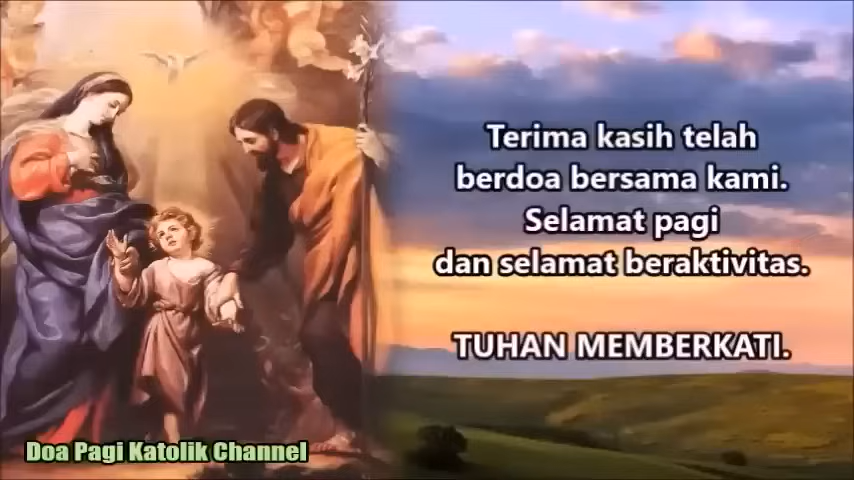 Terima kasih telah
berdoa bersama kami.
Selamat pagi
dan selamat beraktivitas.
TUHAN MEMBERKATI.
Doa Pagi Katolik Channel